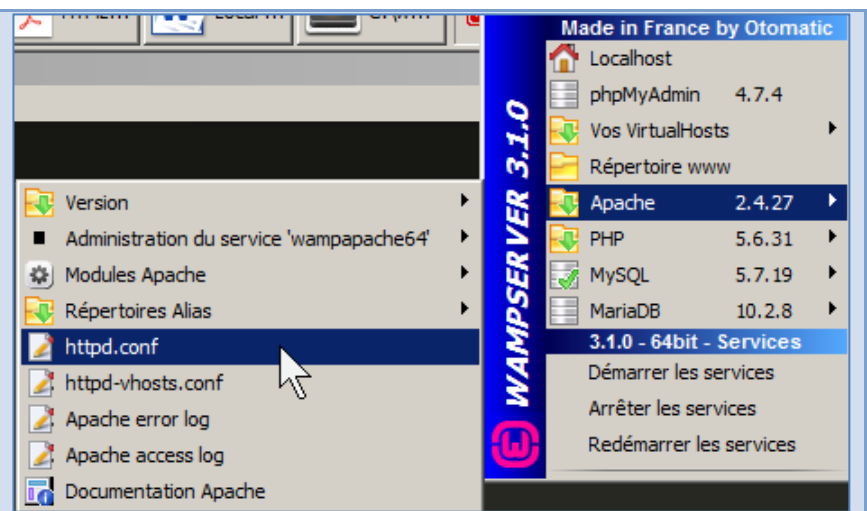 Made in France by Otomatic
Localhost
phpMyAdmin 4.7.4
Vos VirtualHosts
Répertoire www
Apache 2.4.27
PHP 5.6.31
MySQL 5.7.19
MariaDB 10.2.8
3.1.0 - 64bit - Services
Démarrer les services
Arrêter les services
Redémarrer les services
WAMPSERVER 3.1.0
Version
Administration du service 'wampapache64'
Modules Apache
Répertoires Alias
httpd.conf
httpd-vhosts.conf
Apache error log
Apache access log
Documentation Apache